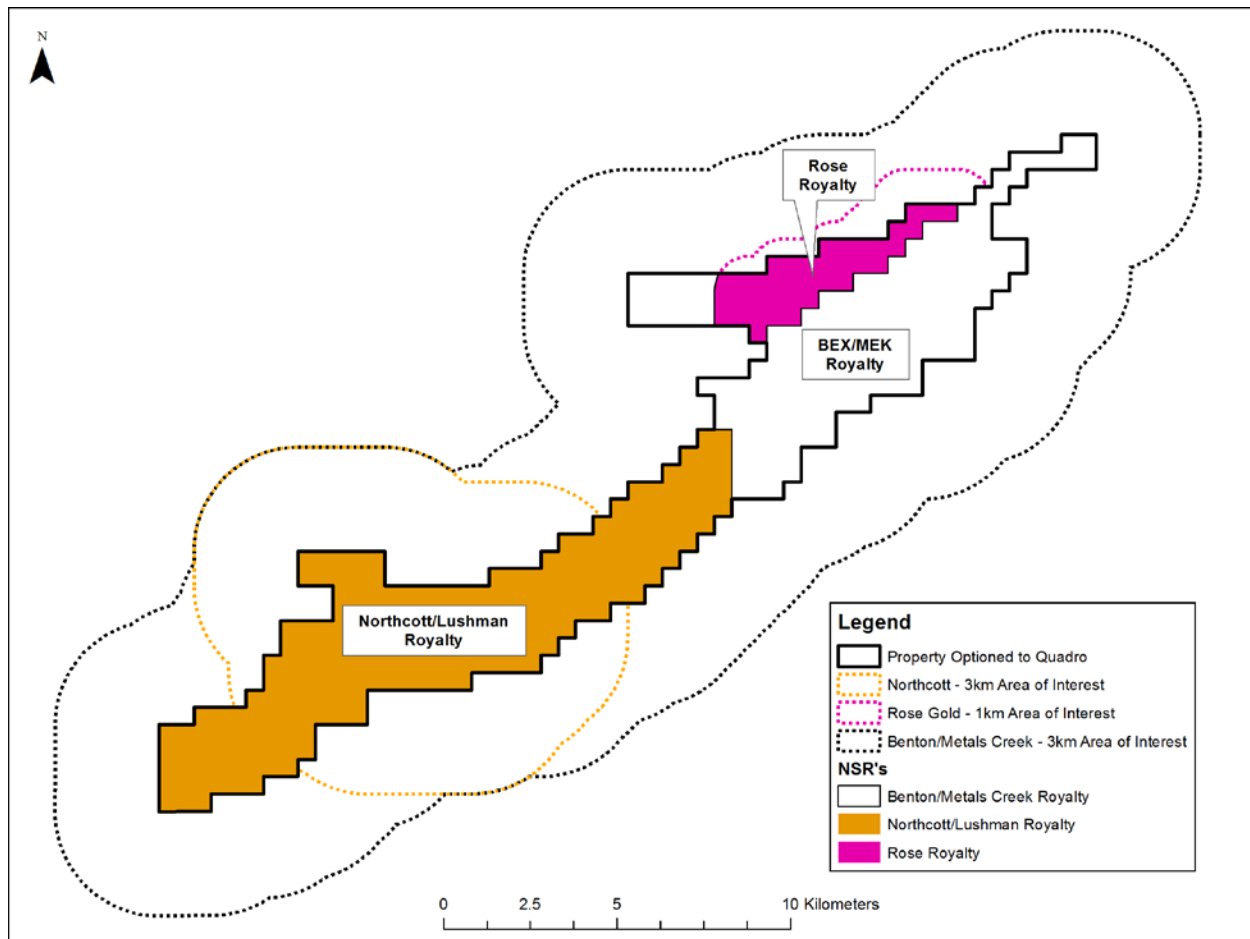 N
Rose
Royalty
BEX/MEK
Royalty
Northcott/Lushman
Royalty
Legend
Property Optioned to Quadro
Northcott - 3km Area of Interest
Rose Gold - 1km Area of Interest
Benton/Metals Creek - 3km Area of Interest
NSR's
Benton/Metals Creek Royalty
Northcott/Lushman Royalty
Rose Royalty
0 2.5 5 10 Kilometers